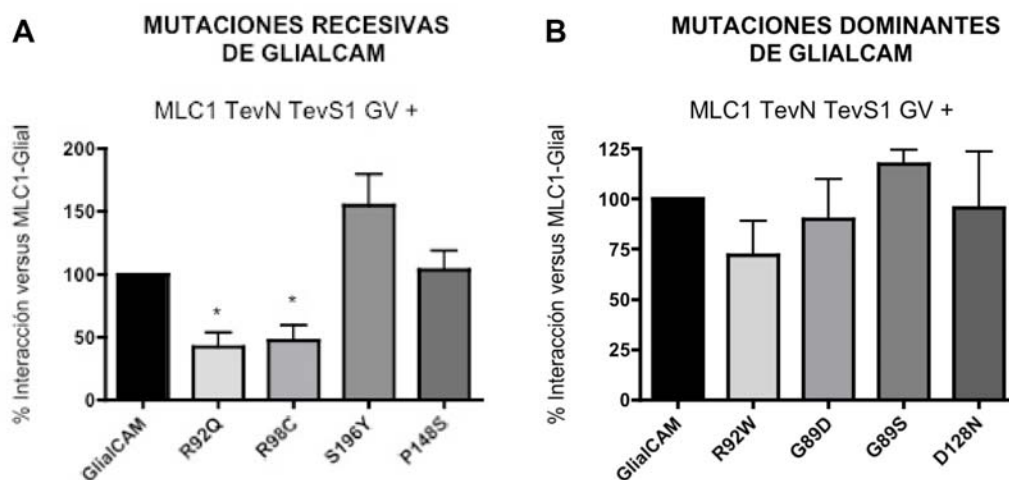 A
MUTACIONES RECESIVAS
DE GLIALCAM
MLC1 TevN TevS1 GV +
% Interacción versus MLC1-Glial
200
150
100
50
0
GlialCAM
R92Q
R98C
S196Y
P148S
*
*
B
MUTACIONES DOMINANTES
DE GLIALCAM
MLC1 TevN TevS1 GV +
% Interacción versus MLC1-Glial
125
100
75
50
25
0
GlialCAM
R92W
G89D
G89S
D128N